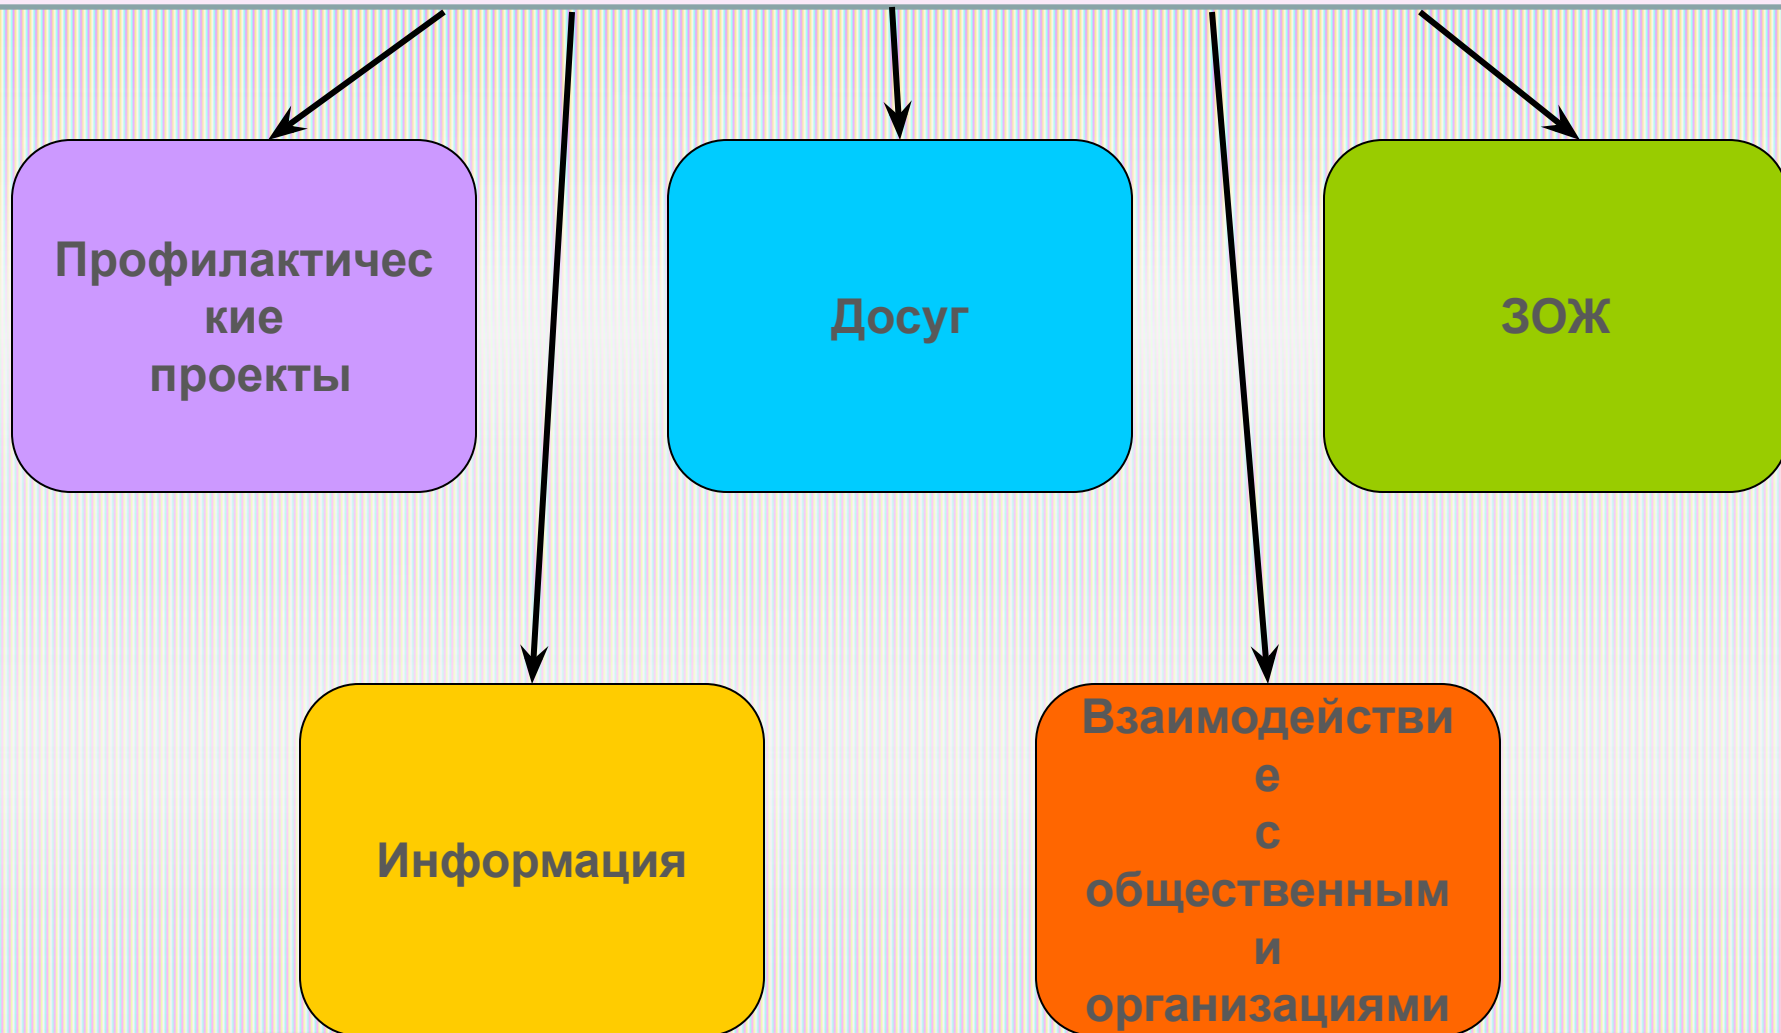 Профилактичес
кие
проекты
Досуг
ЗОЖ
Информация
Взаимодействи
е
с
общественным
и
организациями